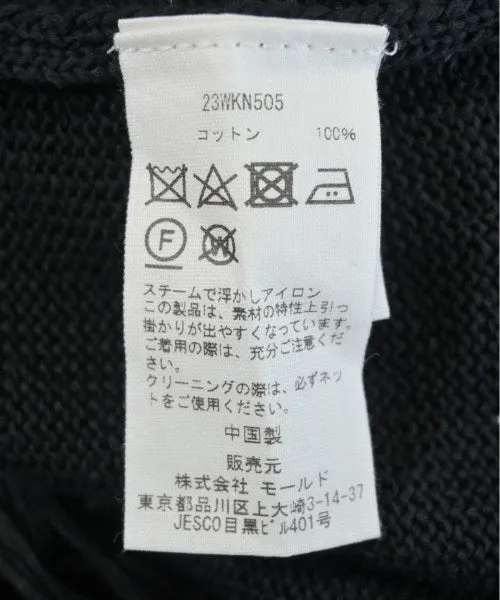 23WKN505
コットン 100%
F
W
スチームで浮かしアイロン
この製品は、素材の特性上引っ
掛かりが出やすくなっています。
ご着用の際は、充分ご注意くだ
さい。
クリーニングの際は、必ずネッ
トをご使用ください。
中国製
販売元
株式会社 モールド
東京都品川区上大崎3-14-37
JESCO目黒ﾋﾞﾙ401号